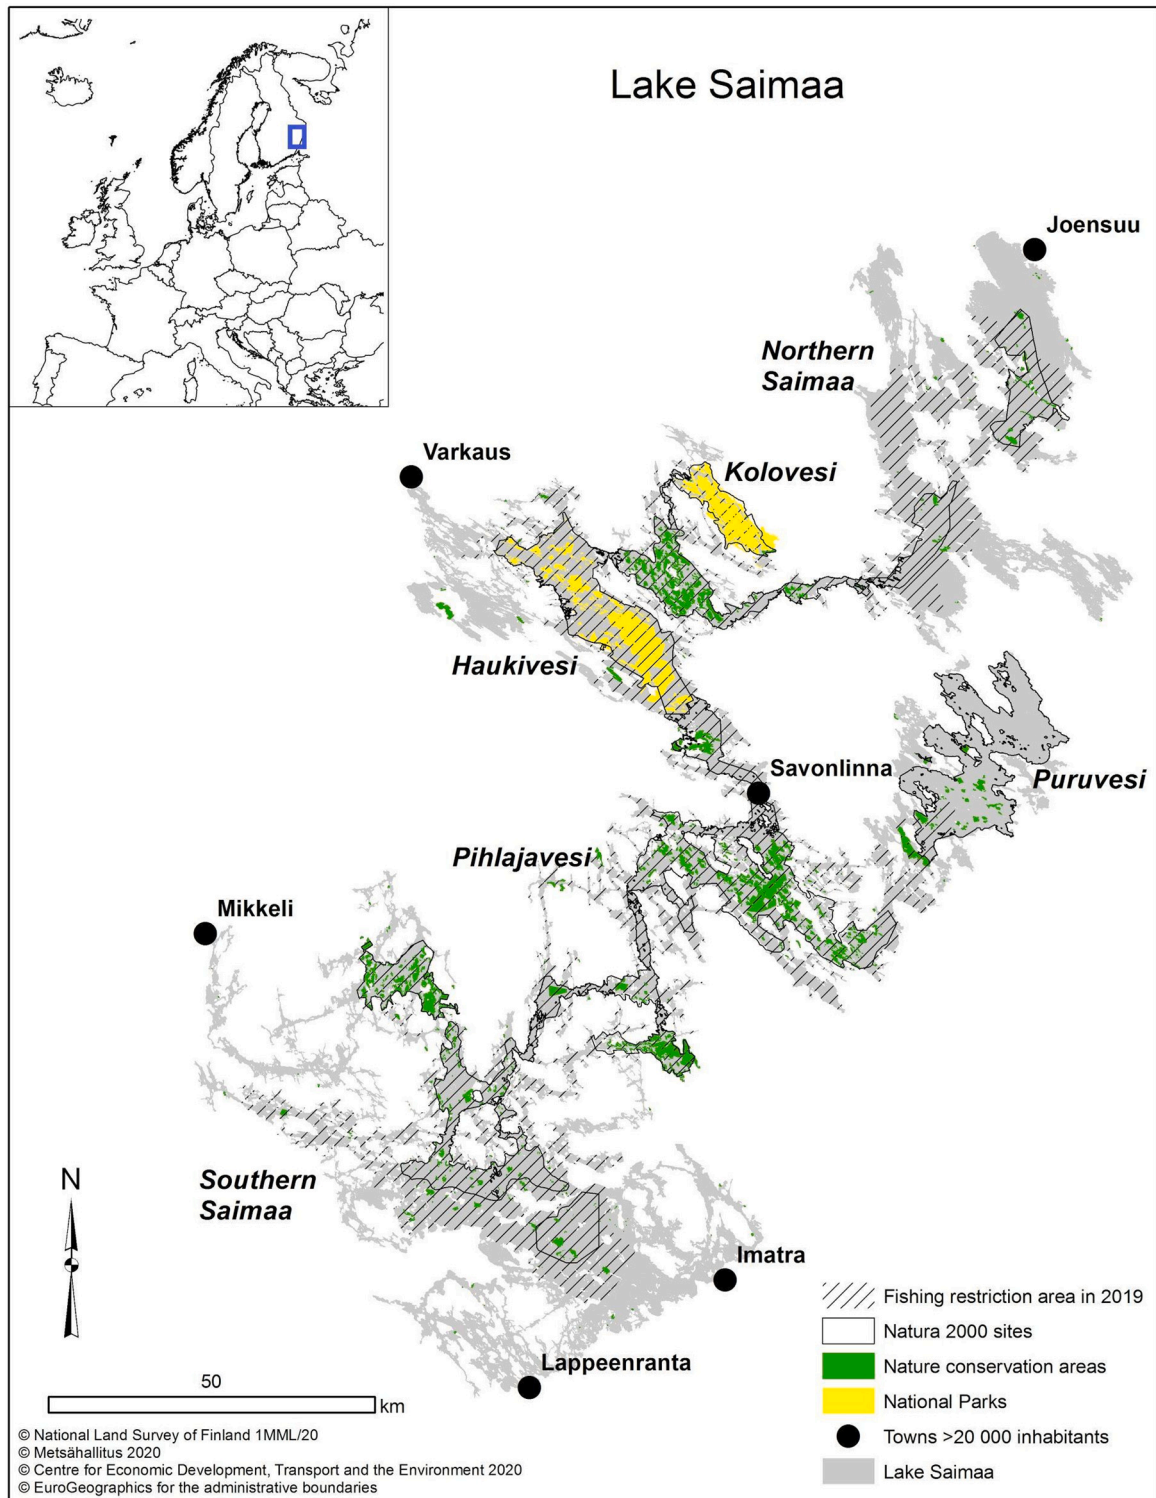 Lake Saimaa
Joensuu
Northern
Saimaa
Varkaus
Kolovesi
Haukivesi
Savonlinna
Puruvesi
Pihlajavesi
Mikkeli
Southern
Saimaa
N
Imatra
Lappeenranta
50
km
Fishing restriction area in 2019
Natura 2000 sites
Nature conservation areas
National Parks
Towns >20 000 inhabitants
Lake Saimaa
© National Land Survey of Finland 1MML/20
© Metsähallitus 2020
© Centre for Economic Development, Transport and the Environment 2020
© EuroGeographics for the administrative boundaries